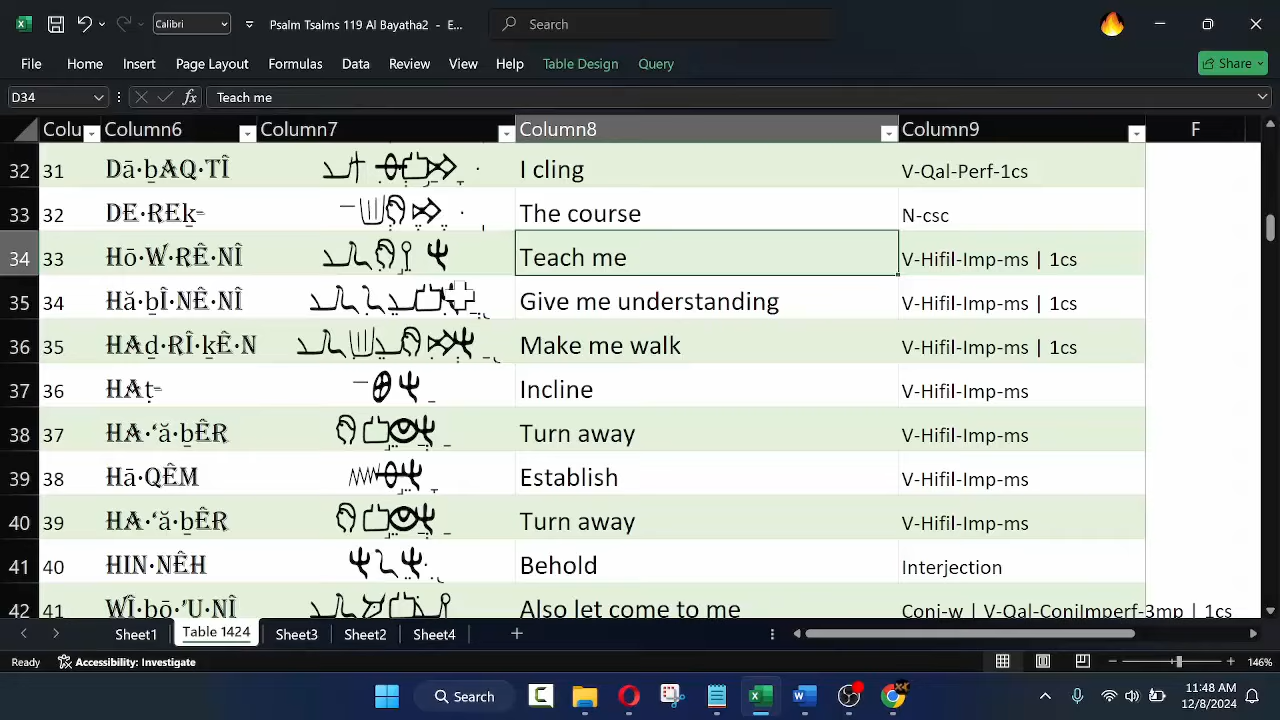 Calibri
Psalm Tsalms 119 Al Bayatha2 - E...
Search
File Home Insert Page Layout Formulas Data Review View Help Table Design Query Share
D34 fx Teach me
Colu Column6 Column7 Column8 Column9 F
32 31 Dā·ḇAQ·TÎ I cling V-Qal-Perf-1cs
33 32 DE·REḵ= The course N-csc
34 33 Hō·W·RÊ·NÎ Teach me V-Hifil-Imp-ms | 1cs
35 34 Hă·ḇÎ·NÊ·NÎ Give me understanding V-Hifil-Imp-ms | 1cs
36 35 HAḏ·RÎ·ḵÊ·N Make me walk V-Hifil-Imp-ms | 1cs
37 36 HAṭ= Incline V-Hifil-Imp-ms
38 37 HA·‘ă·ḇÊR Turn away V-Hifil-Imp-ms
39 38 Hā·QÊM Establish V-Hifil-Imp-ms
40 39 HA·‘ă·ḇÊR Turn away V-Hifil-Imp-ms
41 40 HIN·NÊH Behold Interjection
42 41 WÎ·ḇō·’U·NÎ Also let come to me Conj-w | V-Qal-ConjImperf-3mp | 1cs
Sheet1 Table 1424 Sheet3 Sheet2 Sheet4
Ready Accessibility: Investigate 146%
Search 11:48 AM
12/8/2024